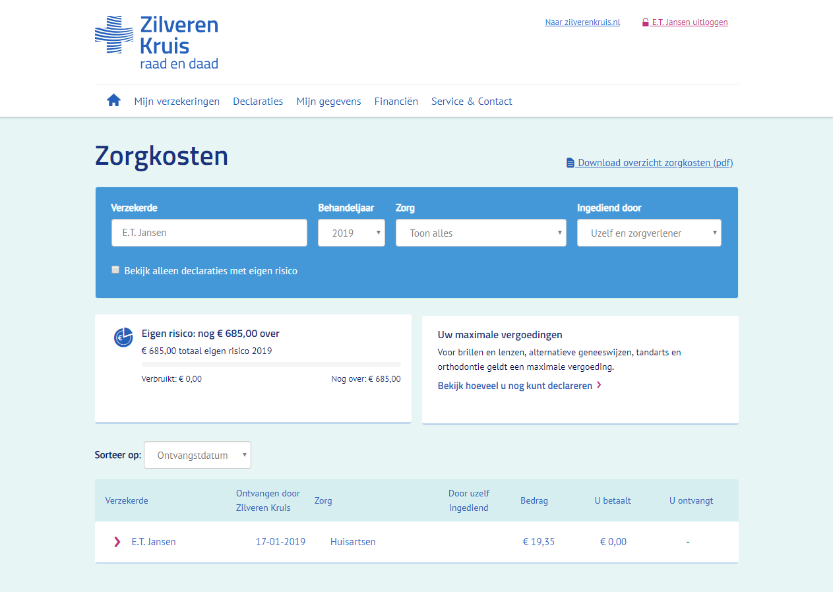 Zilveren
Kruis
raad en daad
Naar zilverenkruis.nl
E.T. Jansen uitloggen
Mijn verzekeringen Declaraties Mijn gegevens Financiën Service & Contact
Zorgkosten
Download overzicht zorgkosten (pdf)
Verzekerde Behandeljaar Zorg Ingediend door
E.T. Jansen 2019 Toon alles Uzelf en zorgverlener
Bekijk alleen declaraties met eigen risico
€
Eigen risico: nog € 685,00 over
€ 685,00 totaal eigen risico 2019
Verbruikt: € 0,00 Nog over: € 685,00
Uw maximale vergoedingen
Voor brillen en lenzen, alternatieve geneeswijzen, tandarts en
orthodontie geldt een maximale vergoeding.
Bekijk hoeveel u nog kunt declareren
Sorteer op: Ontvangstdatum
Verzekerde Ontvangen door Zilveren Kruis Zorg Door uzelf ingediend Bedrag U betaalt U ontvangt
E.T. Jansen 17-01-2019 Huisartsen € 19,35 € 0,00 -